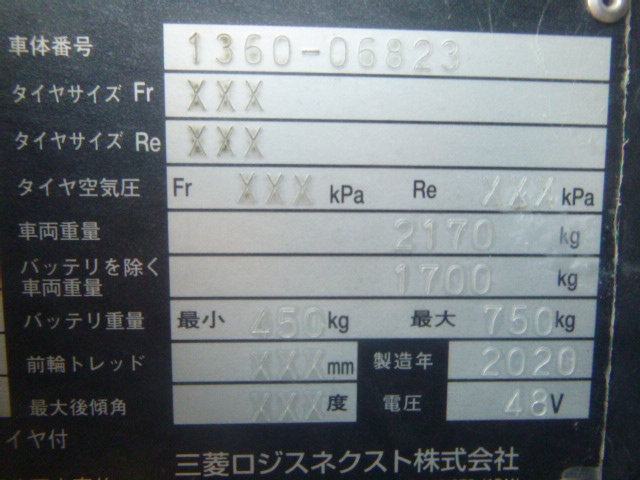 車体番号 1360-06823
タイヤサイズ Fr XXX
タイヤサイズ Re XXX
タイヤ空気圧 Fr XXX kPa Re XXX kPa
車両重量 2170 kg
バッテリを除く
車両重量 1700 kg
バッテリ重量 最小 450 kg 最大 750 kg
前輪トレッド XXX mm 製造年 2020
最大後傾角 XXX 度 電圧 48 V
イヤ付
三菱ロジスネクスト株式会社